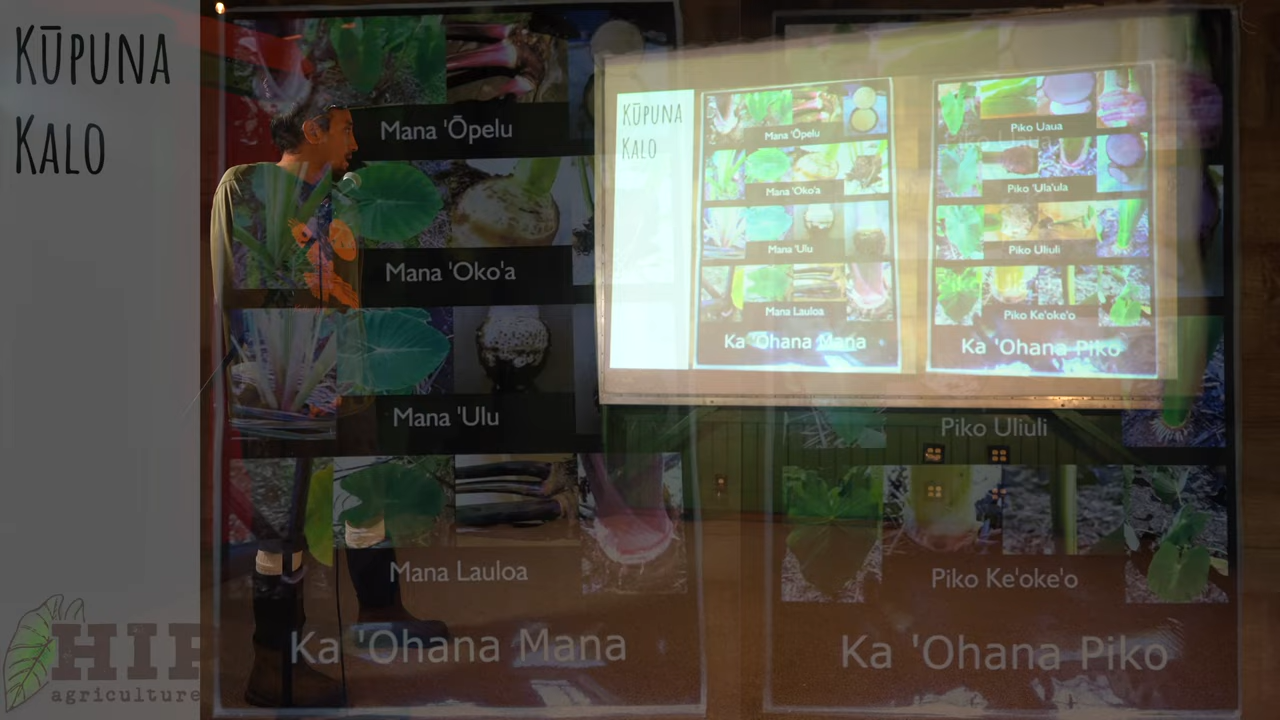 KŪPUNA
KALO
Mana 'Ōpelu
Mana 'Oko'a
Mana 'Ulu
Mana Lauloa
Ka 'Ohana Mana
Piko Uliuli
Piko Ke'oke'o
Ka 'Ohana Piko
KŪPUNA
KALO
Mana 'Ōpelu
Mana 'Oko'a
Mana 'Ulu
Mana Lauloa
Ka 'Ohana Mana
Piko Uaua
Piko 'Ula'ula
Piko Uliuli
Piko Ke'oke'o
Ka 'Ohana Piko
HIP
agriculture